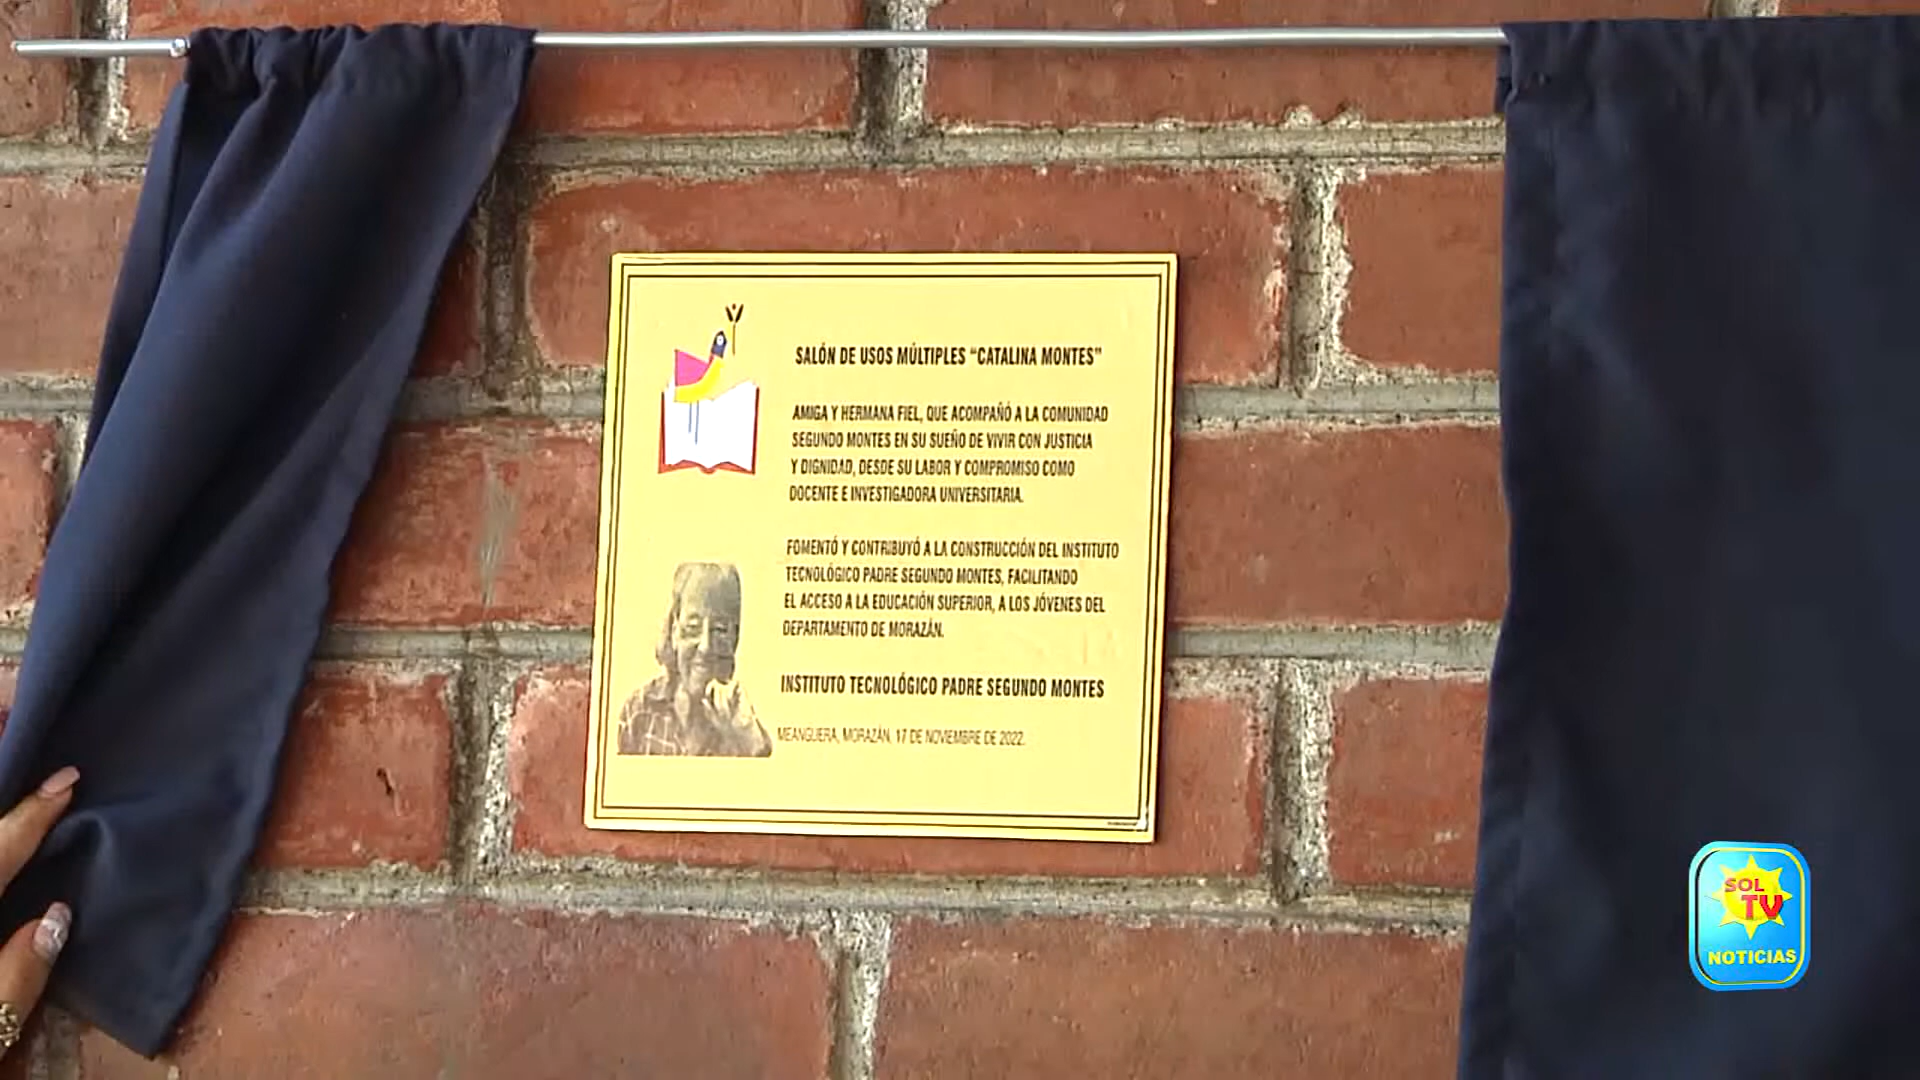 SALÓN DE USOS MÚLTIPLES “CATALINA MONTES”
AMIGA Y HERMANA FIEL, QUE ACOMPAÑÓ A LA COMUNIDAD
SEGUNDO MONTES EN SU SUEÑO DE VIVIR CON JUSTICIA
Y DIGNIDAD, DESDE SU LABOR Y COMPROMISO COMO
DOCENTE E INVESTIGADORA UNIVERSITARIA.
FOMENTÓ Y CONTRIBUYÓ A LA CONSTRUCCIÓN DEL INSTITUTO
TECNOLÓGICO PADRE SEGUNDO MONTES, FACILITANDO
EL ACCESO A LA EDUCACIÓN SUPERIOR, A LOS JÓVENES DEL
DEPARTAMENTO DE MORAZÁN.
INSTITUTO TECNOLÓGICO PADRE SEGUNDO MONTES
MEANGUERA, MORAZÁN, 17 DE NOVIEMBRE DE 2022.
SOL
TV
NOTICIAS